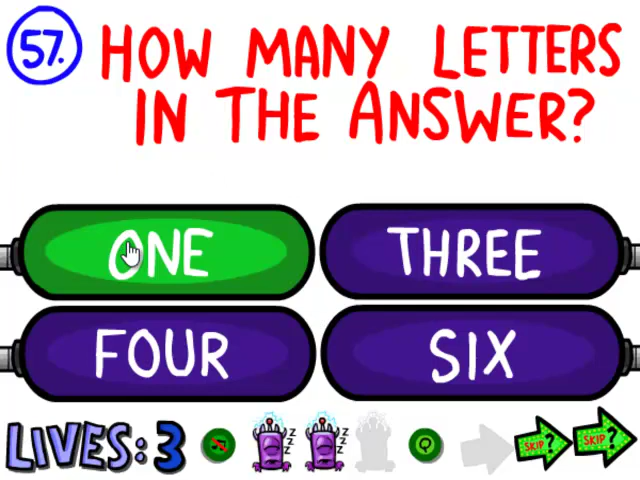 57.
HOW MANY LETTERS
IN THE ANSWER?
ONE
THREE
FOUR
SIX
LIVES: 3
Z
Z
Z
Z
Z
Z
SKIP?
SKIP?